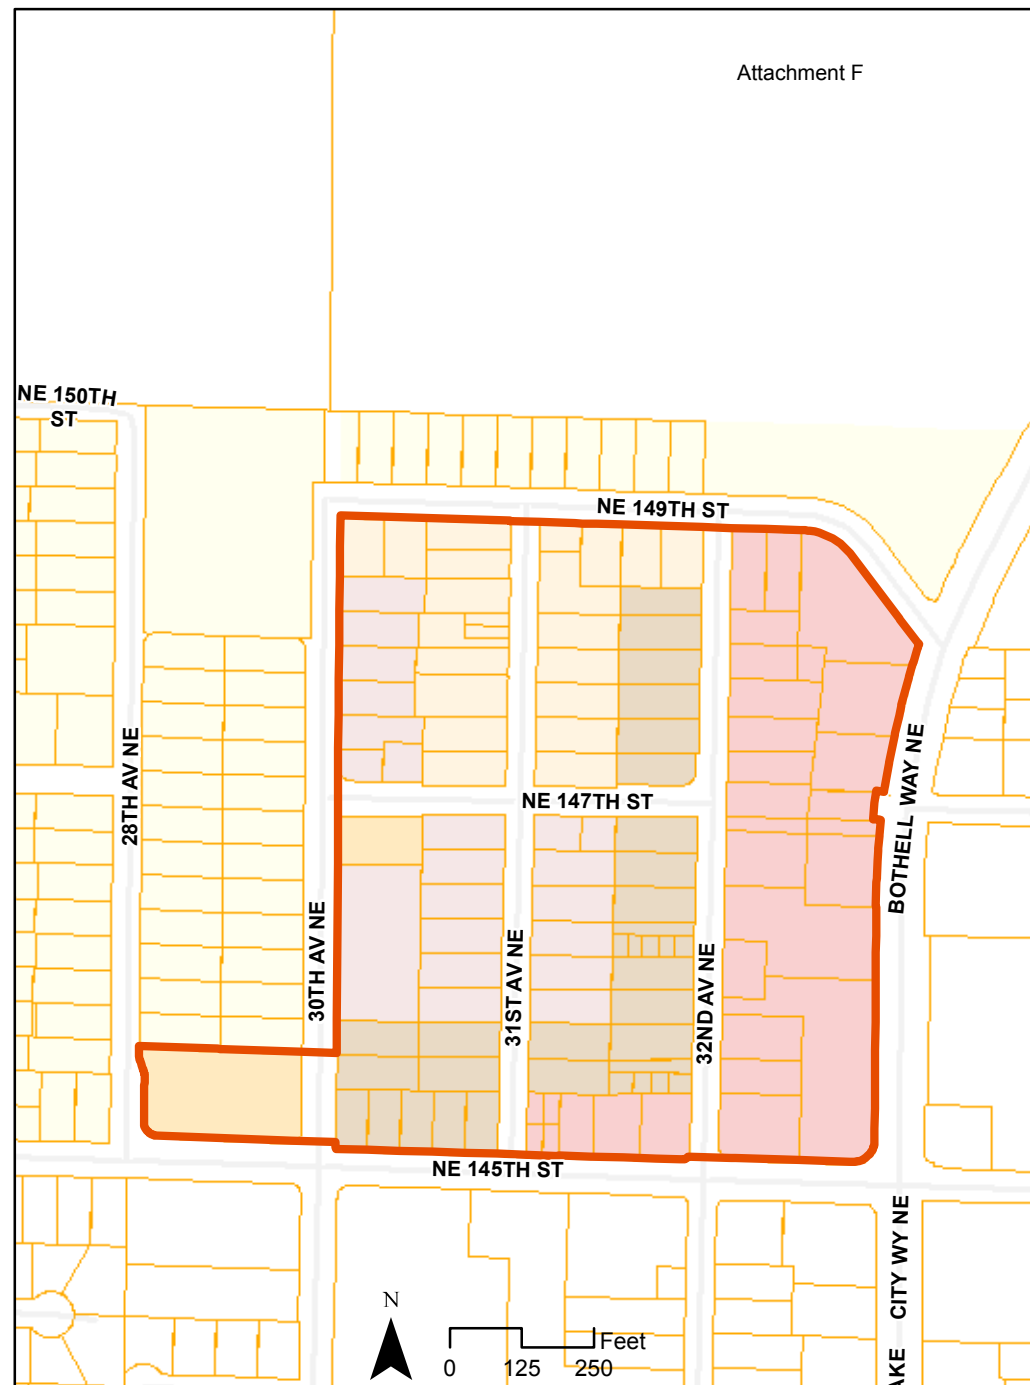 Attachment F
NE 150TH
ST
NE 149TH ST
28TH AV NE
NE 147TH ST
BOTHELL WAY NE
30TH AV NE
31ST AV NE
32ND AV NE
NE 145TH ST
AKE CITY WY NE
N
Feet
0 125 250